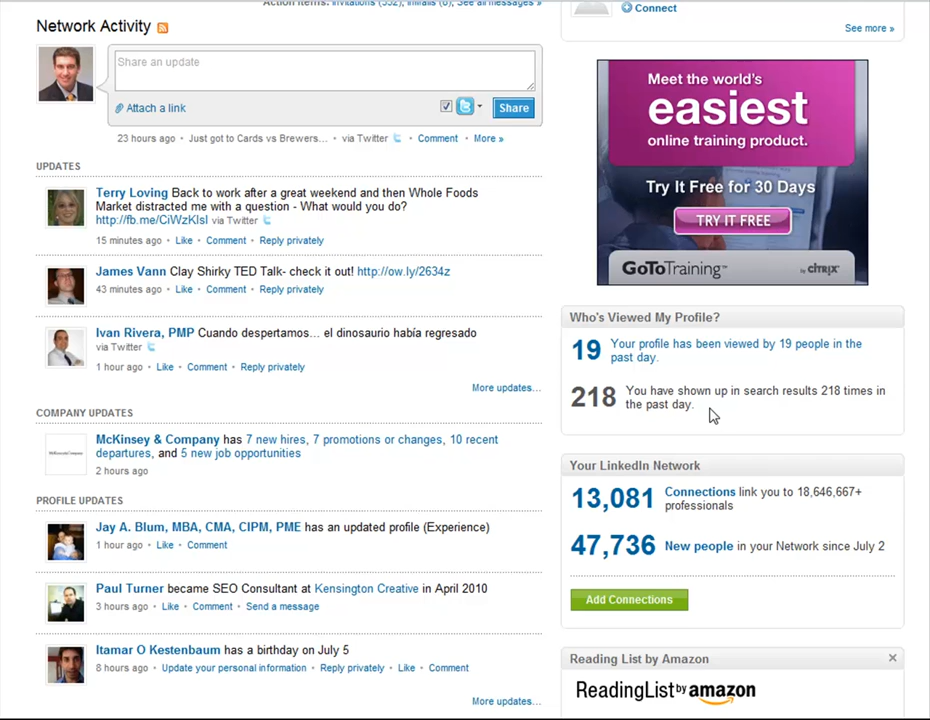 Action items: Invitations (332), InMails (6), See all messages »
Network Activity
Share an update
Attach a link
Share
23 hours ago • Just got to Cards vs Brewers... • via Twitter Comment • More »
UPDATES
Terry Loving Back to work after a great weekend and then Whole Foods
Market distracted me with a question - What would you do?
http://fb.me/CiWzKlsI via Twitter
15 minutes ago • Like • Comment • Reply privately
James Vann Clay Shirky TED Talk- check it out! http://ow.ly/2634z
43 minutes ago • Like • Comment • Reply privately
Ivan Rivera, PMP Cuando despertamos... el dinosaurio había regresado
via Twitter
1 hour ago • Like • Comment • Reply privately
More updates...
COMPANY UPDATES
McKinsey & Company has 7 new hires, 7 promotions or changes, 10 recent
departures, and 5 new job opportunities
2 hours ago
PROFILE UPDATES
Jay A. Blum, MBA, CMA, CIPM, PME has an updated profile (Experience)
1 hour ago • Like • Comment
Paul Turner became SEO Consultant at Kensington Creative in April 2010
3 hours ago • Like • Comment • Send a message
Itamar O Kestenbaum has a birthday on July 5
8 hours ago • Update your personal information • Reply privately • Like • Comment
More updates...
Connect
See more »
Meet the world's
easiest
online training product.
Try It Free for 30 Days
TRY IT FREE
GoToTraining™ by CITRIX
Who's Viewed My Profile?
19 Your profile has been viewed by 19 people in the
past day.
218 You have shown up in search results 218 times in
the past day.
Your LinkedIn Network
13,081 Connections link you to 18,646,667+
professionals
47,736 New people in your Network since July 2
Add Connections
Reading List by Amazon
ReadingList by amazon